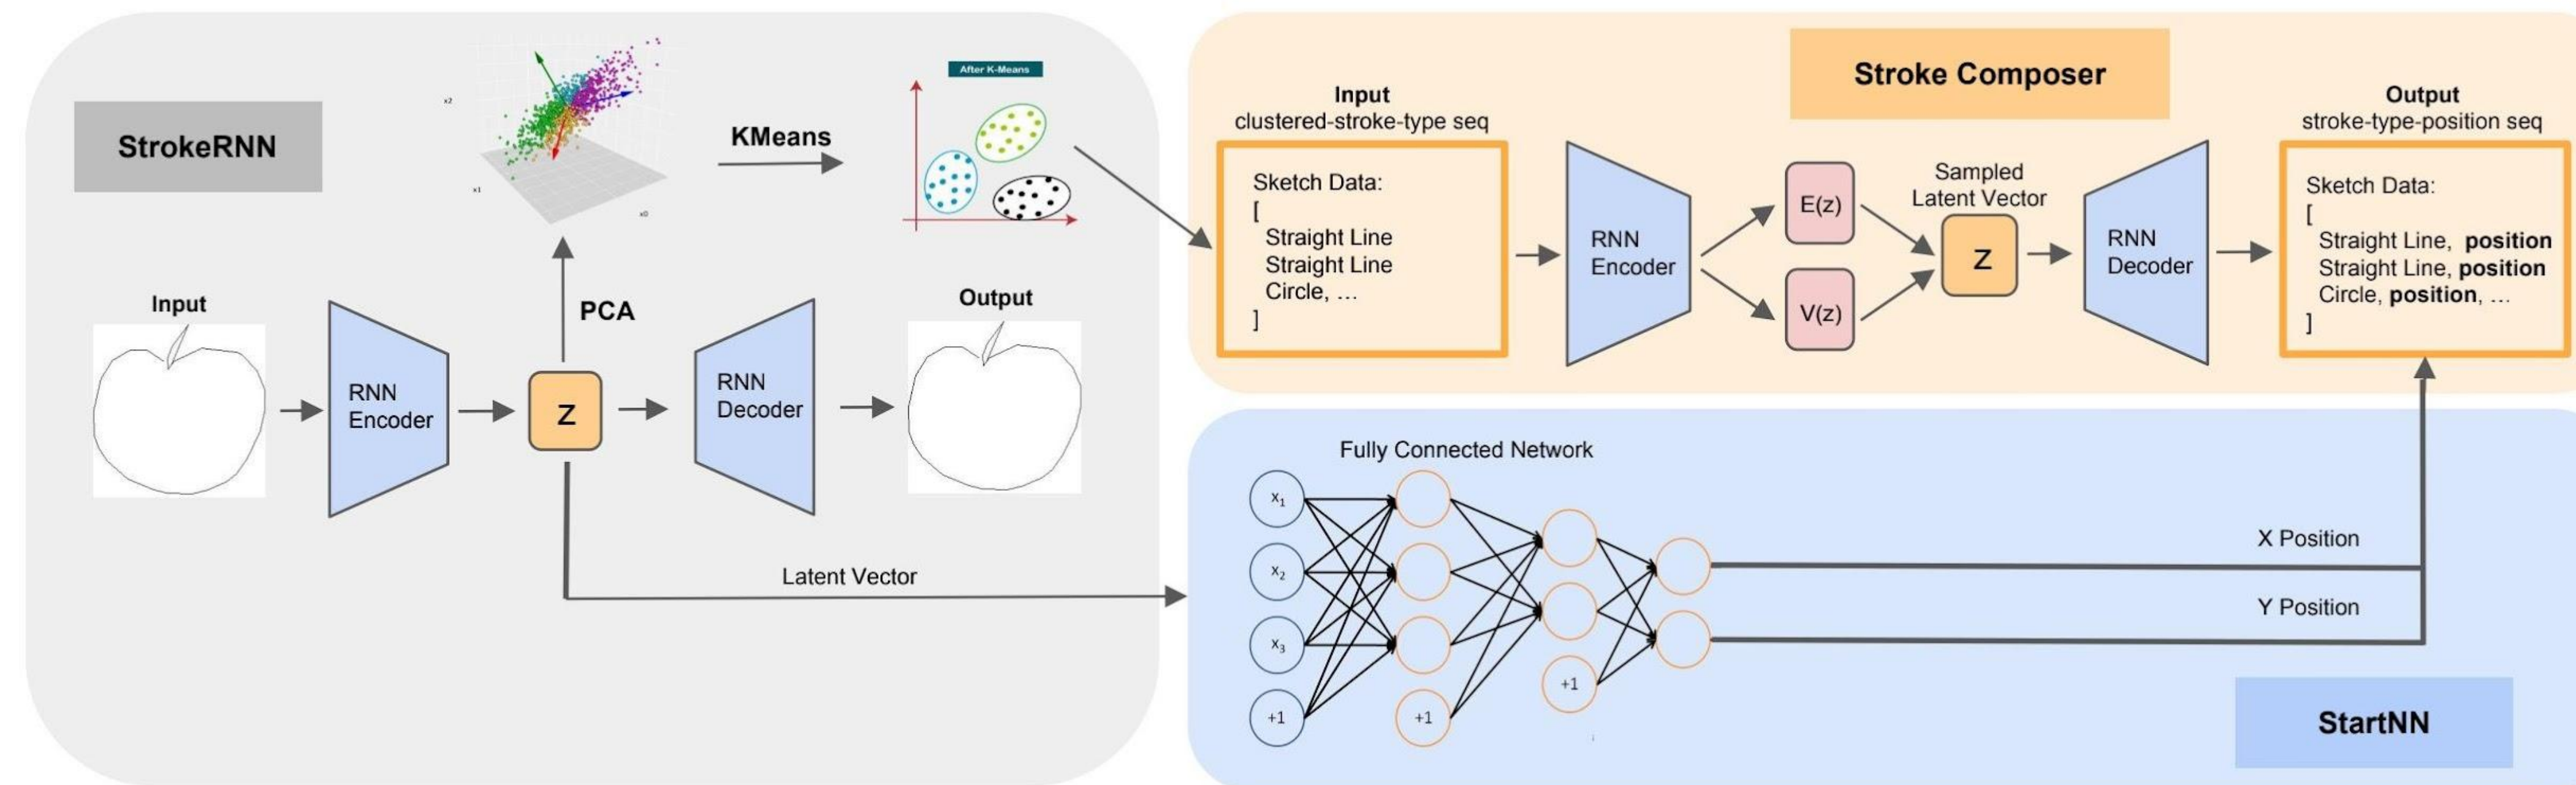 StrokeRNN
x2
x1
x0
KMeans
After K-Means
PCA
Input
RNN
Encoder
z
RNN
Decoder
Output
Latent Vector
Stroke Composer
Input
clustered-stroke-type seq
Sketch Data:
[
Straight Line
Straight Line
Circle, ...
]
RNN
Encoder
E(z)
V(z)
Sampled
Latent Vector
z
RNN
Decoder
Output
stroke-type-position seq
Sketch Data:
[
Straight Line, position
Straight Line, position
Circle, position, ...
]
Fully Connected Network
x1
x2
x3
+1
+1
+1
X Position
Y Position
StartNN